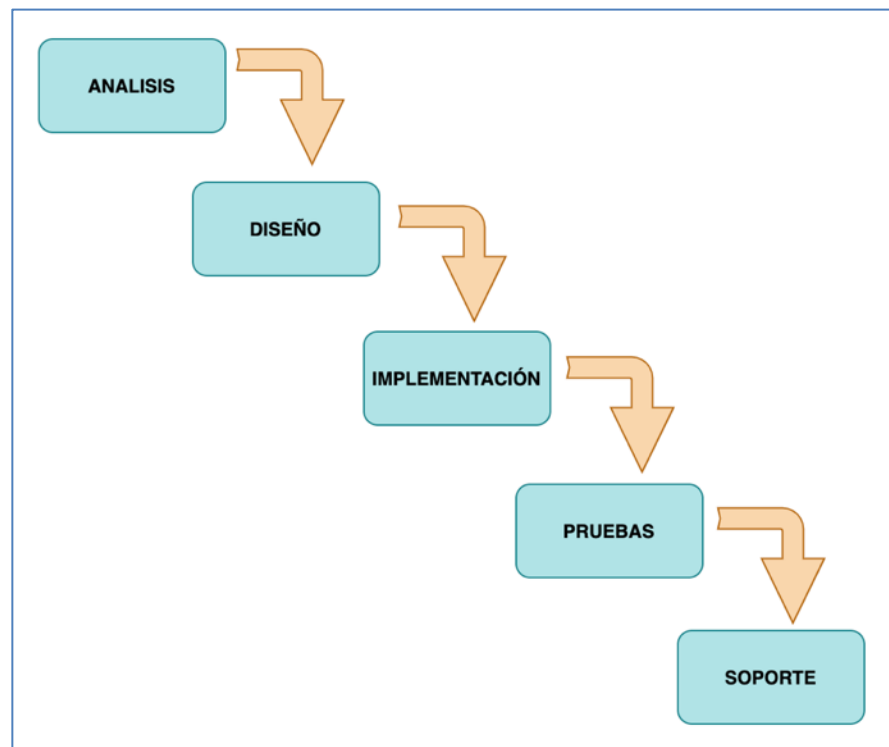 ANALISIS
DISEÑO
IMPLEMENTACIÓN
PRUEBAS
SOPORTE